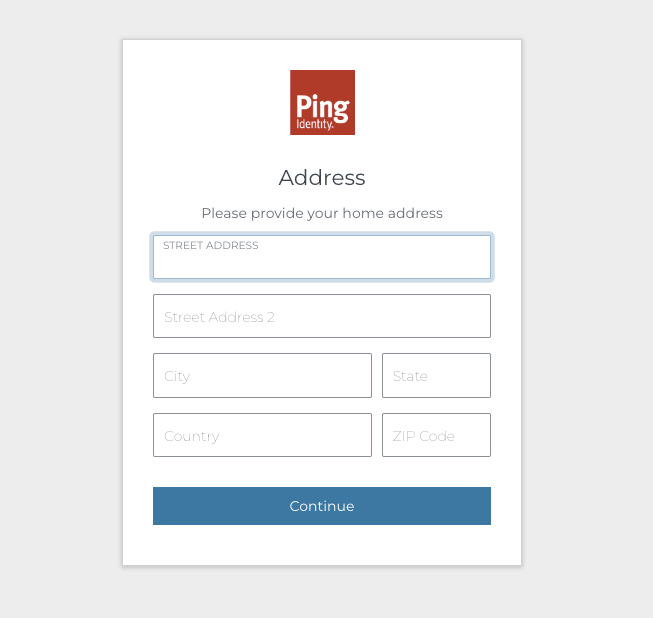 Ping
Identity.
Address
Please provide your home address
STREET ADDRESS
Street Address 2
City
State
Country
ZIP Code
Continue